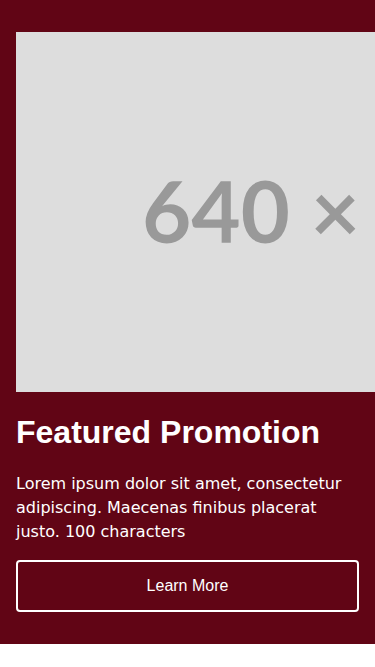 640 ×
Featured Promotion
Lorem ipsum dolor sit amet, consectetur
adipiscing. Maecenas finibus placerat
justo. 100 characters
Learn More